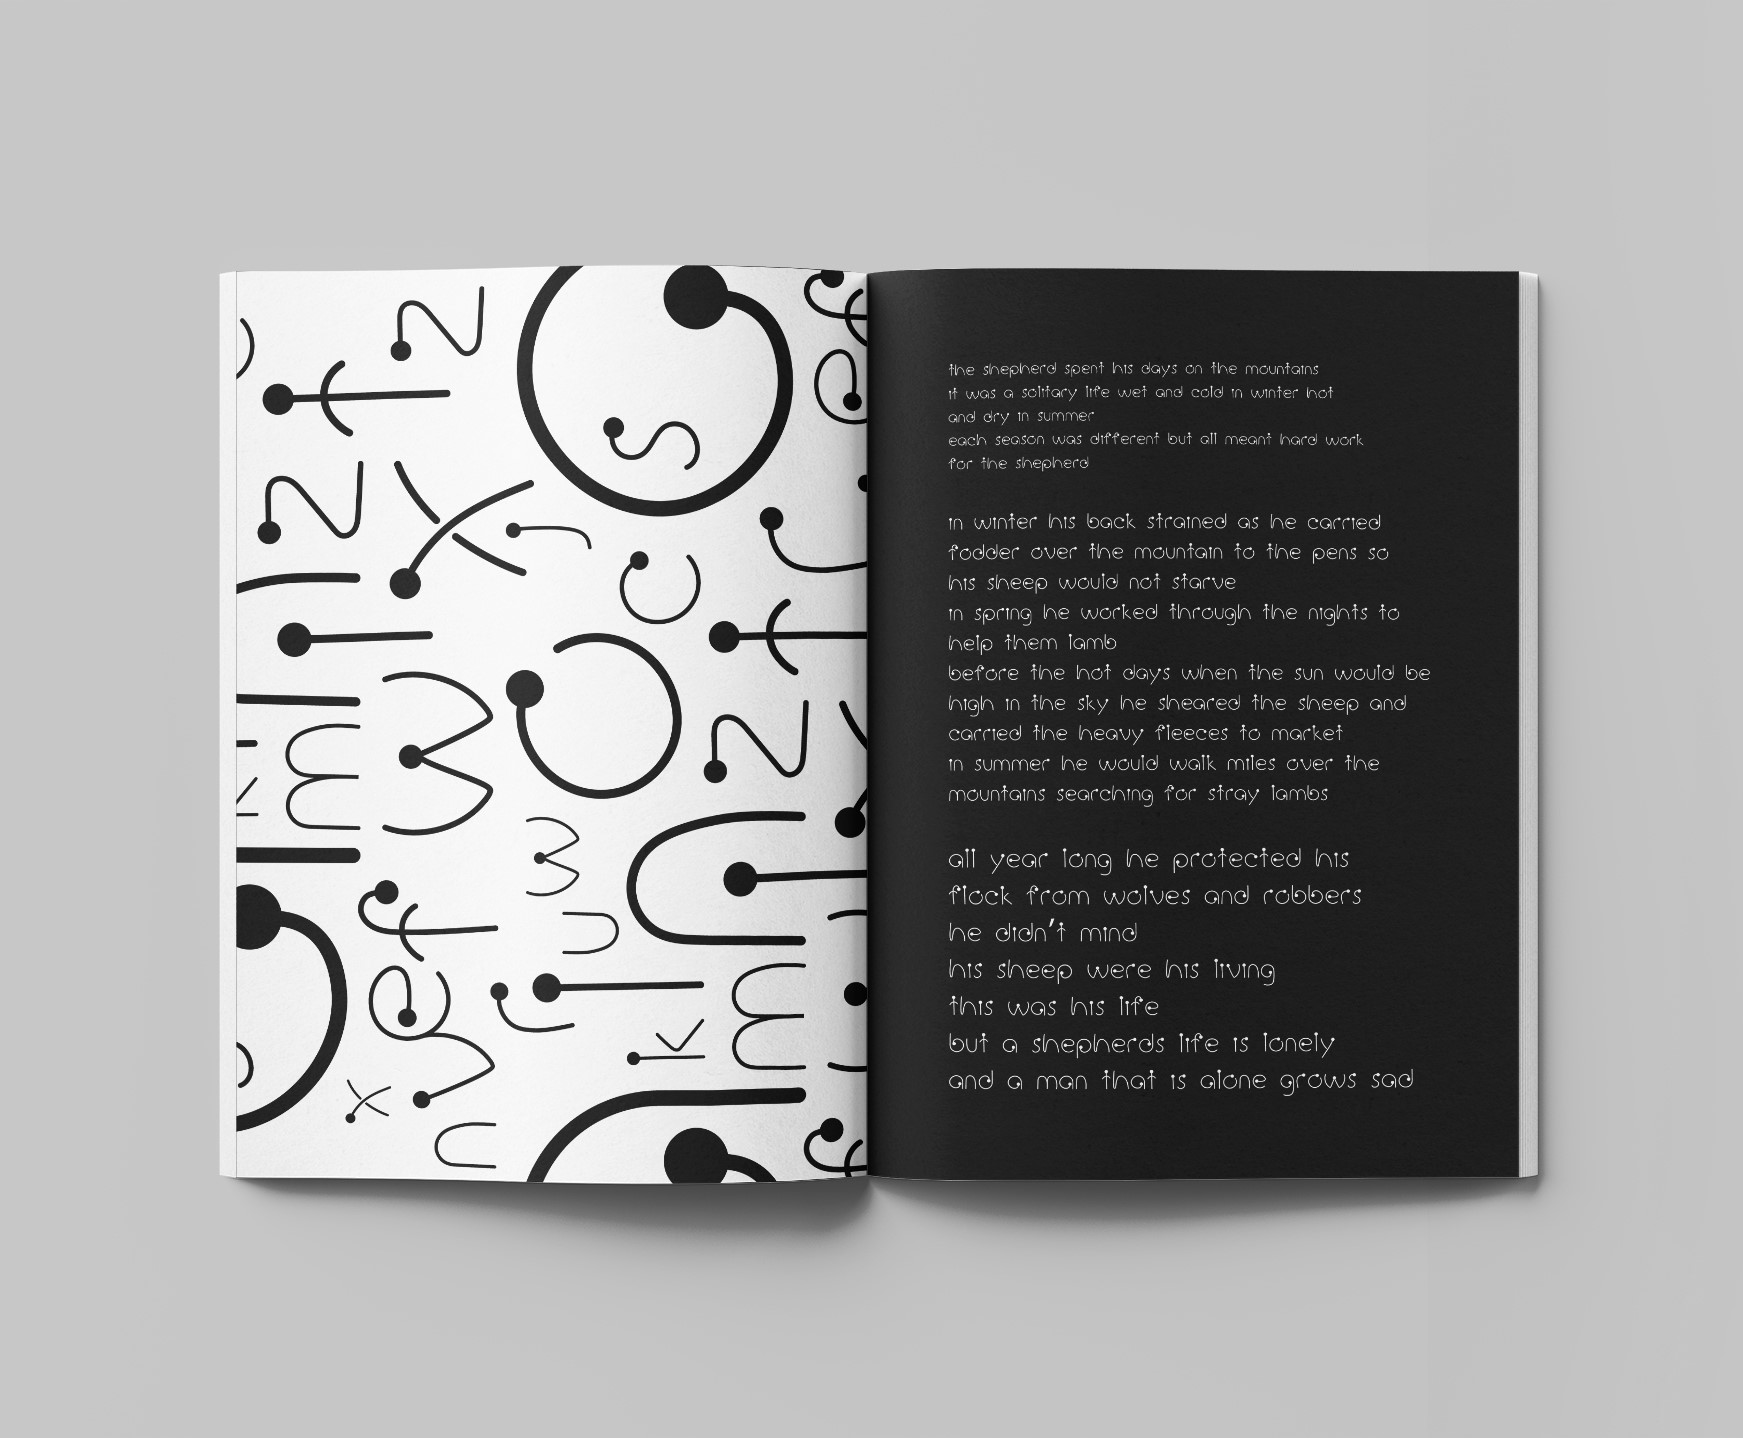 the shepherd spent his days on the mountains
it was a solitary life wet and cold in winter hot
and dry in summer
each season was different but all meant hard work
for the shepherd
in winter his back strained as he carried
fodder over the mountain to the pens so
his sheep would not starve
in spring he worked through the nights to
help them lamb
before the hot days when the sun would be
high in the sky he sheared the sheep and
carried the heavy fleeces to market
in summer he would walk miles over the
mountains searching for stray lambs
all year long he protected his
flock from wolves and robbers
he didn't mind
his sheep were his living
this was his life
but a shepherds life is lonely
and a man that is alone grows sad